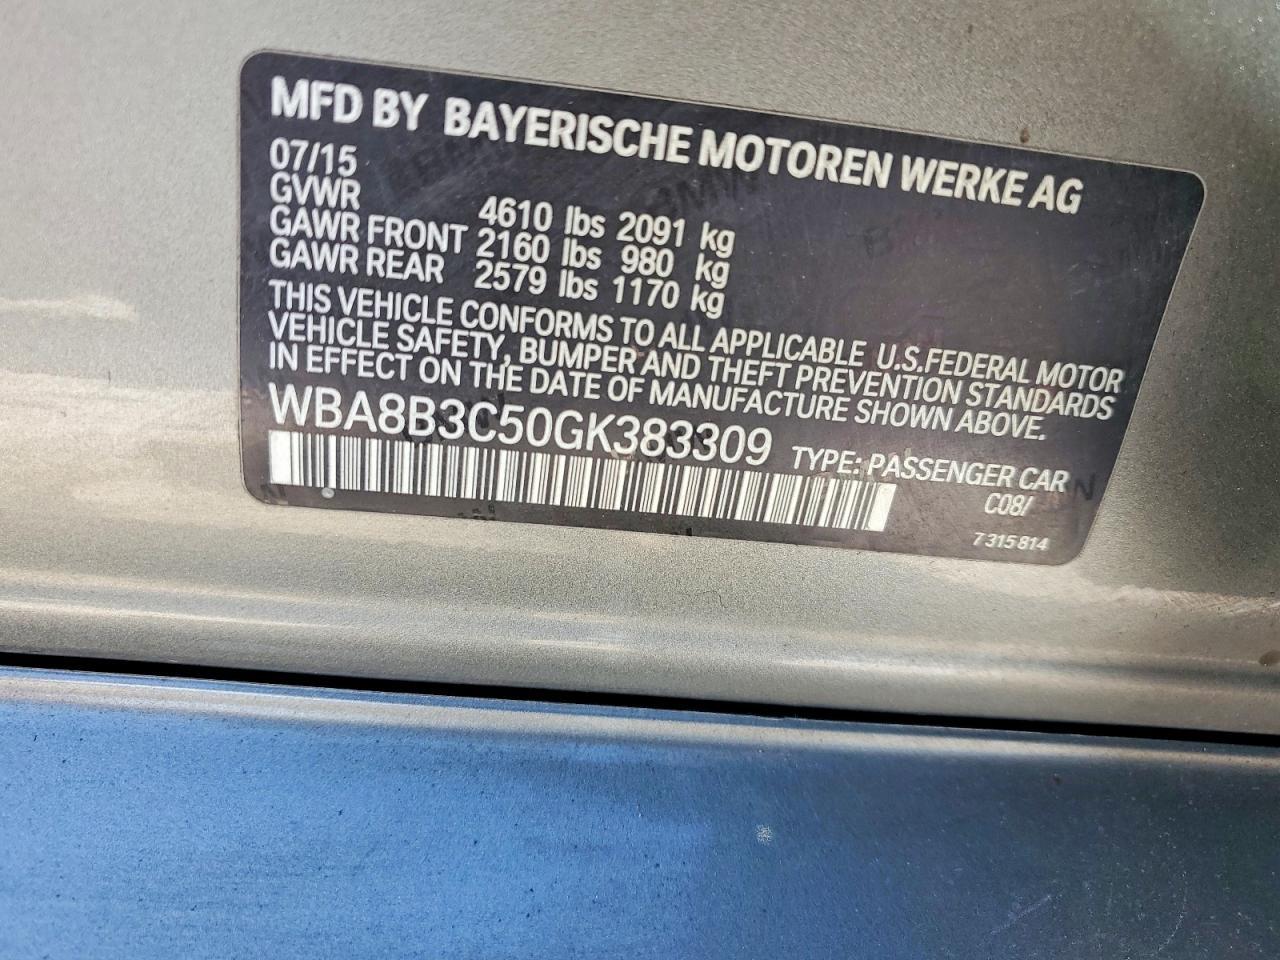 MFD BY BAYERISCHE MOTOREN WERKE AG
07/15
GVWR 4610 lbs 2091 kg
GAWR FRONT 2160 lbs 980 kg
GAWR REAR 2579 lbs 1170 kg
THIS VEHICLE CONFORMS TO ALL APPLICABLE U.S.FEDERAL MOTOR
VEHICLE SAFETY, BUMPER AND THEFT PREVENTION STANDARDS
IN EFFECT ON THE DATE OF MANUFACTURE SHOWN ABOVE.
WBA8B3C50GK383309 TYPE: PASSENGER CAR
C08/
7 315 814